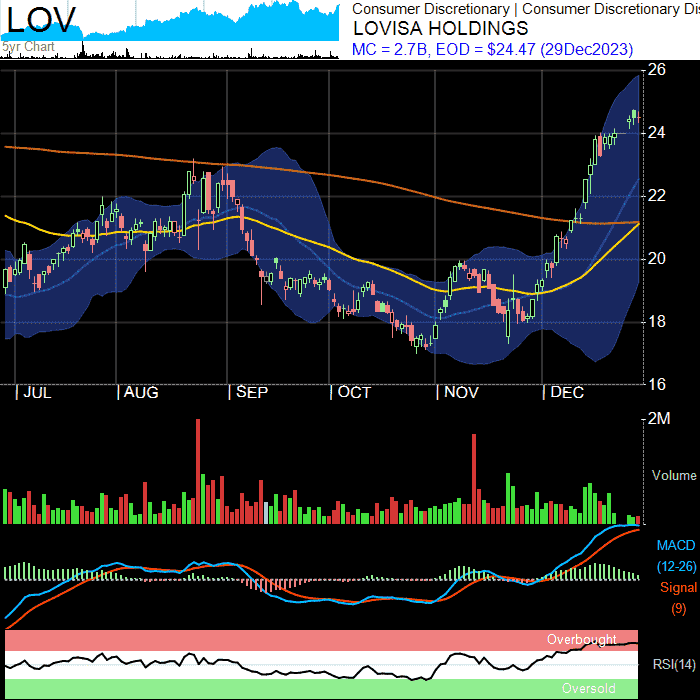 LOV
5yr Chart
Consumer Discretionary | Consumer Discretionary Dis
LOVISA HOLDINGS
MC = 2.7B, EOD = $24.47 (29Dec2023)
26
24
22
20
18
16
JUL AUG SEP OCT NOV DEC
2M
Volume
MACD
(12-26)
Signal
(9)
Overbought
RSI(14)
Oversold